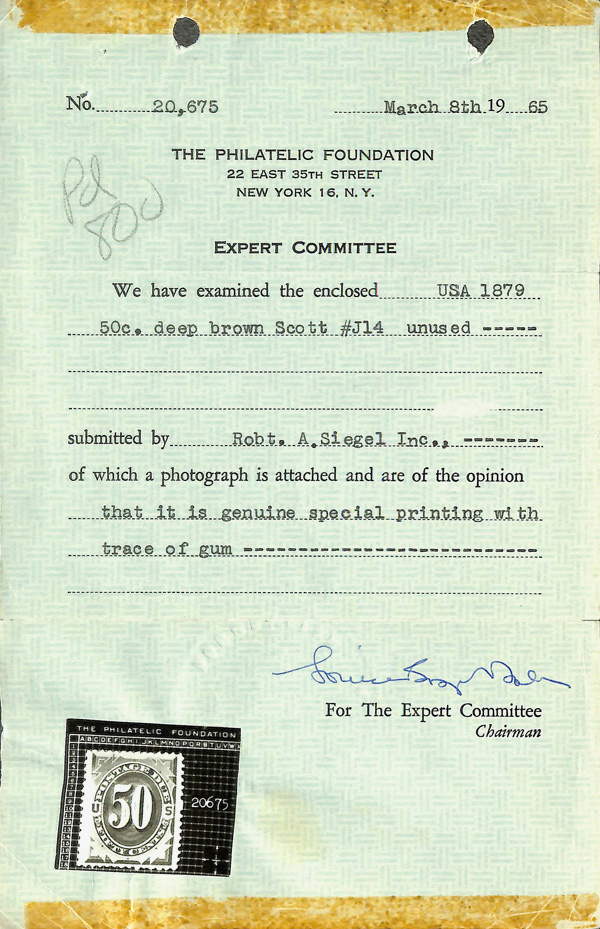 No. 20,675 March 8th. 19 65
THE PHILATELIC FOUNDATION
22 EAST 35TH STREET
NEW YORK 16, N. Y.
Pd
800
EXPERT COMMITTEE
We have examined the enclosed USA 1879
50c. deep brown Scott #J14 unused -----
submitted by Robt. A.Siegel Inc., -------
of which a photograph is attached and are of the opinion
that it is genuine special printing with
trace of gum ---------------------------
For The Expert Committee
Chairman
THE PHILATELIC FOUNDATION
ABCDEFGHIJKLMNOPQRSTUVW
POSTAGE DUE
U 50 S
20675